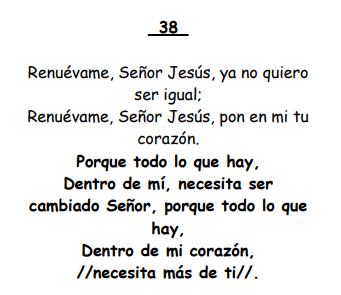 38
Renuévame, Señor Jesús, ya no quiero
ser igual;
Renuévame, Señor Jesús, pon en mi tu
corazón.
Porque todo lo que hay,
Dentro de mí, necesita ser
cambiado Señor, porque todo lo que
hay,
Dentro de mi corazón,
//necesita más de ti//.